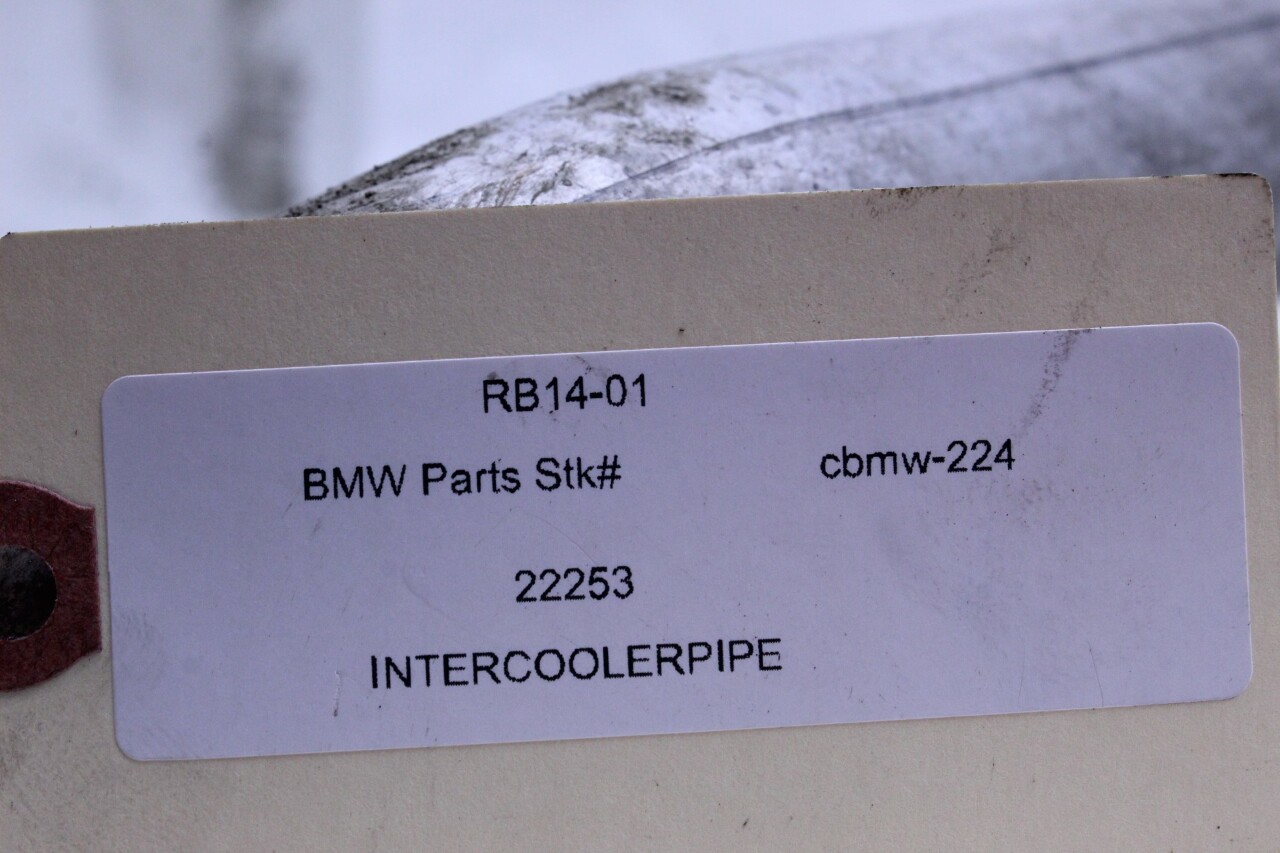 RB14-01
BMW Parts Stk# cbmw-224
22253
INTERCOOLERPIPE